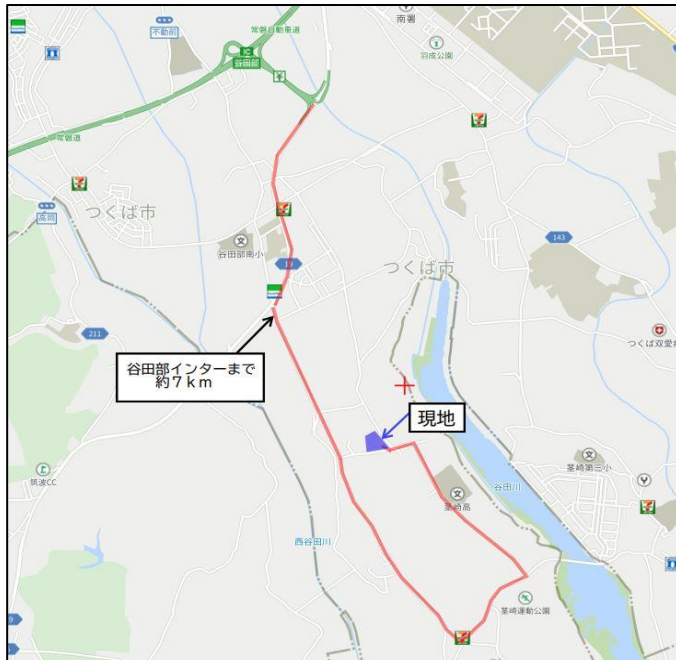 南署
不動前
常磐自動車道
IC
谷田部
羽成公園
常磐道
つくば市
高岡
谷田部南小
143
つくば市
19
211
つくば双愛
谷田部インターまで
約7km
現地
筑波CC
茎崎第三小
谷田川
茎崎高
西谷田川
茎崎運動公園